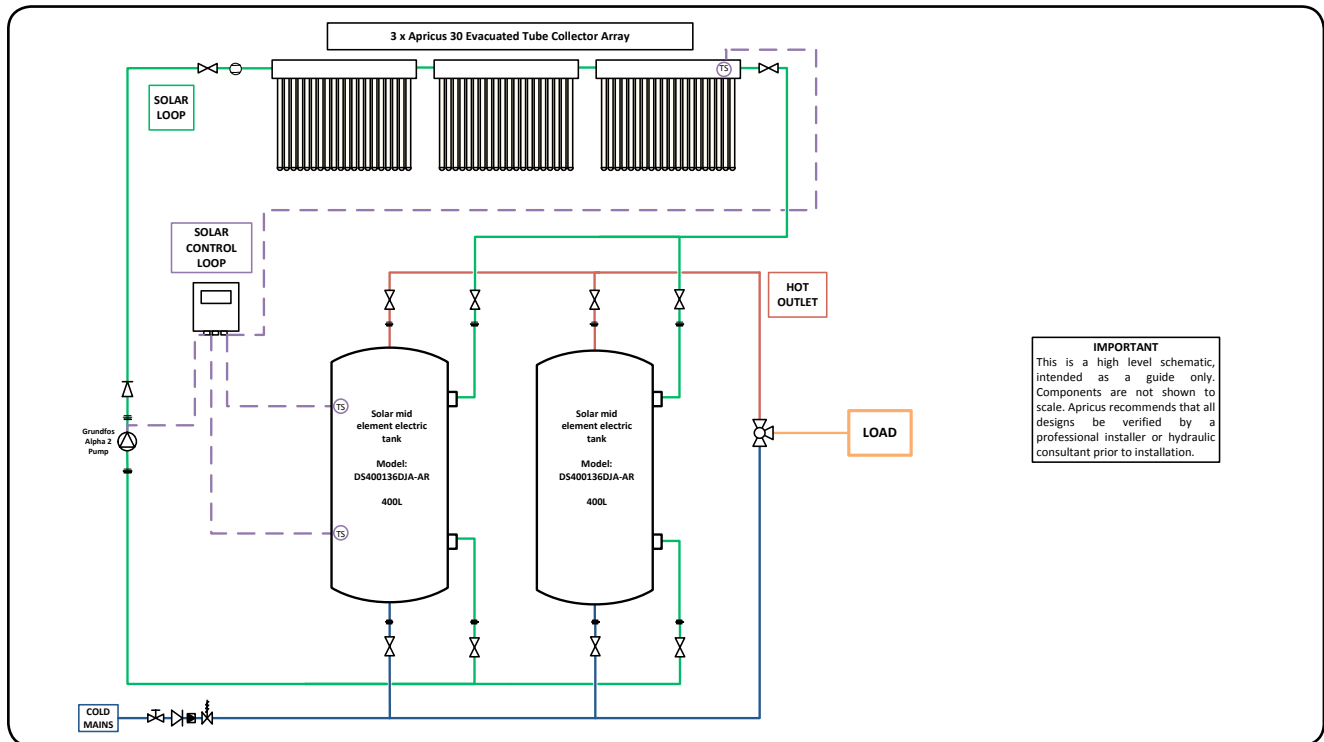 3 x Apricus 30 Evacuated Tube Collector Array
TS
SOLAR
LOOP
SOLAR
CONTROL
LOOP
HOT
OUTLET
IMPORTANT
This is a high level schematic,
intended as a guide only.
Components are not shown to
scale. Apricus recommends that all
designs be verified by a
professional installer or hydraulic
consultant prior to installation.
Grundfos
Alpha 2
Pump
TS
Solar mid
element electric
tank
Model:
DS400136DJA-AR
400L
TS
Solar mid
element electric
tank
Model:
DS400136DJA-AR
400L
LOAD
COLD
MAINS